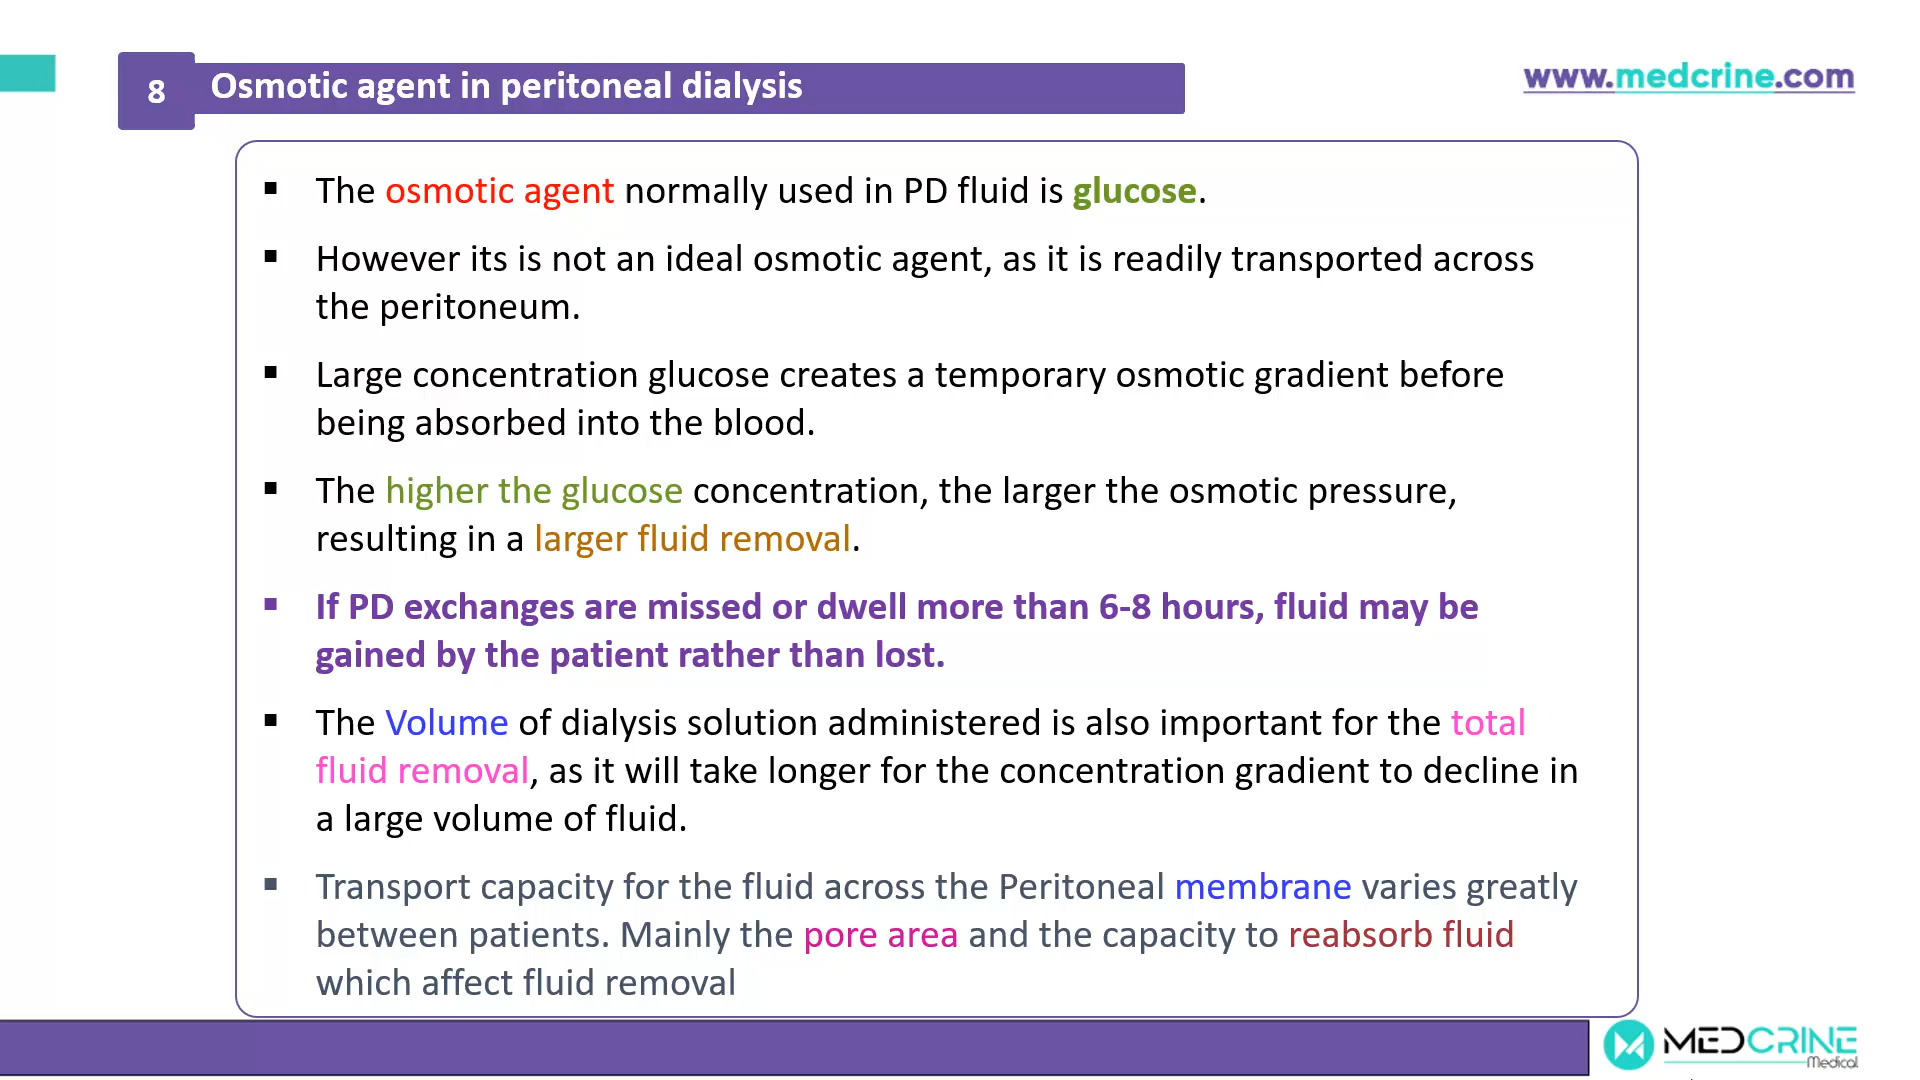 8
Osmotic agent in peritoneal dialysis
www.medcrine.com
▪ The osmotic agent normally used in PD fluid is glucose.
▪ However its is not an ideal osmotic agent, as it is readily transported across
the peritoneum.
▪ Large concentration glucose creates a temporary osmotic gradient before
being absorbed into the blood.
▪ The higher the glucose concentration, the larger the osmotic pressure,
resulting in a larger fluid removal.
▪ If PD exchanges are missed or dwell more than 6-8 hours, fluid may be
gained by the patient rather than lost.
▪ The Volume of dialysis solution administered is also important for the total
fluid removal, as it will take longer for the concentration gradient to decline in
a large volume of fluid.
▪ Transport capacity for the fluid across the Peritoneal membrane varies greatly
between patients. Mainly the pore area and the capacity to reabsorb fluid
which affect fluid removal
MEDCRINE
Medical